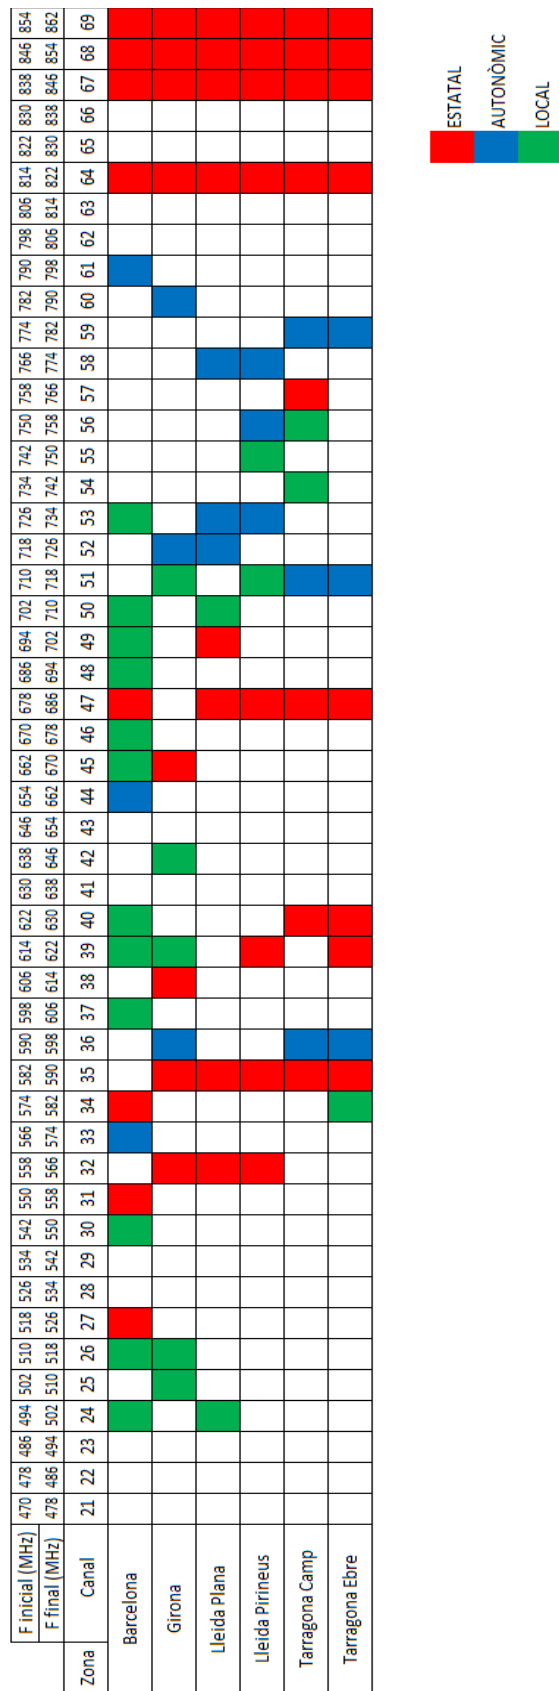 F inicial (MHz) 470 478 486 494 502 510 518 526 534 542 550 558 566 574 582 590 598 606 614 622 630 638 646 654 662 670 678 686 694 702 710 718 726 734 742 750 758 766 774 782 790 798 806 814 822 830 838 846 854
F final (MHz) 478 486 494 502 510 518 526 534 542 550 558 566 574 582 590 598 606 614 622 630 638 646 654 662 670 678 686 694 702 710 718 726 734 742 750 758 766 774 782 790 798 806 814 822 830 838 846 854 862
Zona Canal 21 22 23 24 25 26 27 28 29 30 31 32 33 34 35 36 37 38 39 40 41 42 43 44 45 46 47 48 49 50 51 52 53 54 55 56 57 58 59 60 61 62 63 64 65 66 67 68 69
Barcelona
Girona
Lleida Plana
Lleida Pirineus
Tarragona Camp
Tarragona Ebre
ESTATAL
AUTONÒMIC
LOCAL